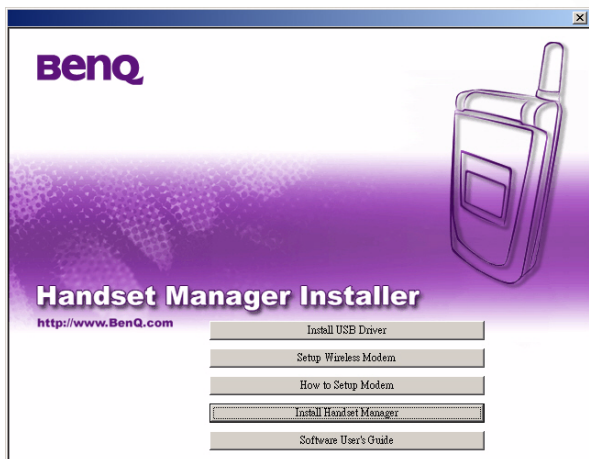 BenQ
Handset Manager Installer
http://www.BenQ.com
Install USB Driver
Setup Wireless Modem
How to Setup Modem
Install Handset Manager
Software User's Guide